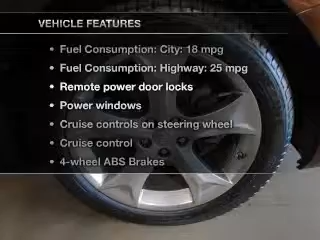 VEHICLE FEATURES
• Fuel Consumption: City: 18 mpg
• Fuel Consumption: Highway: 25 mpg
• Remote power door locks
• Power windows
• Cruise controls on steering wheel
• Cruise control
• 4-wheel ABS Brakes